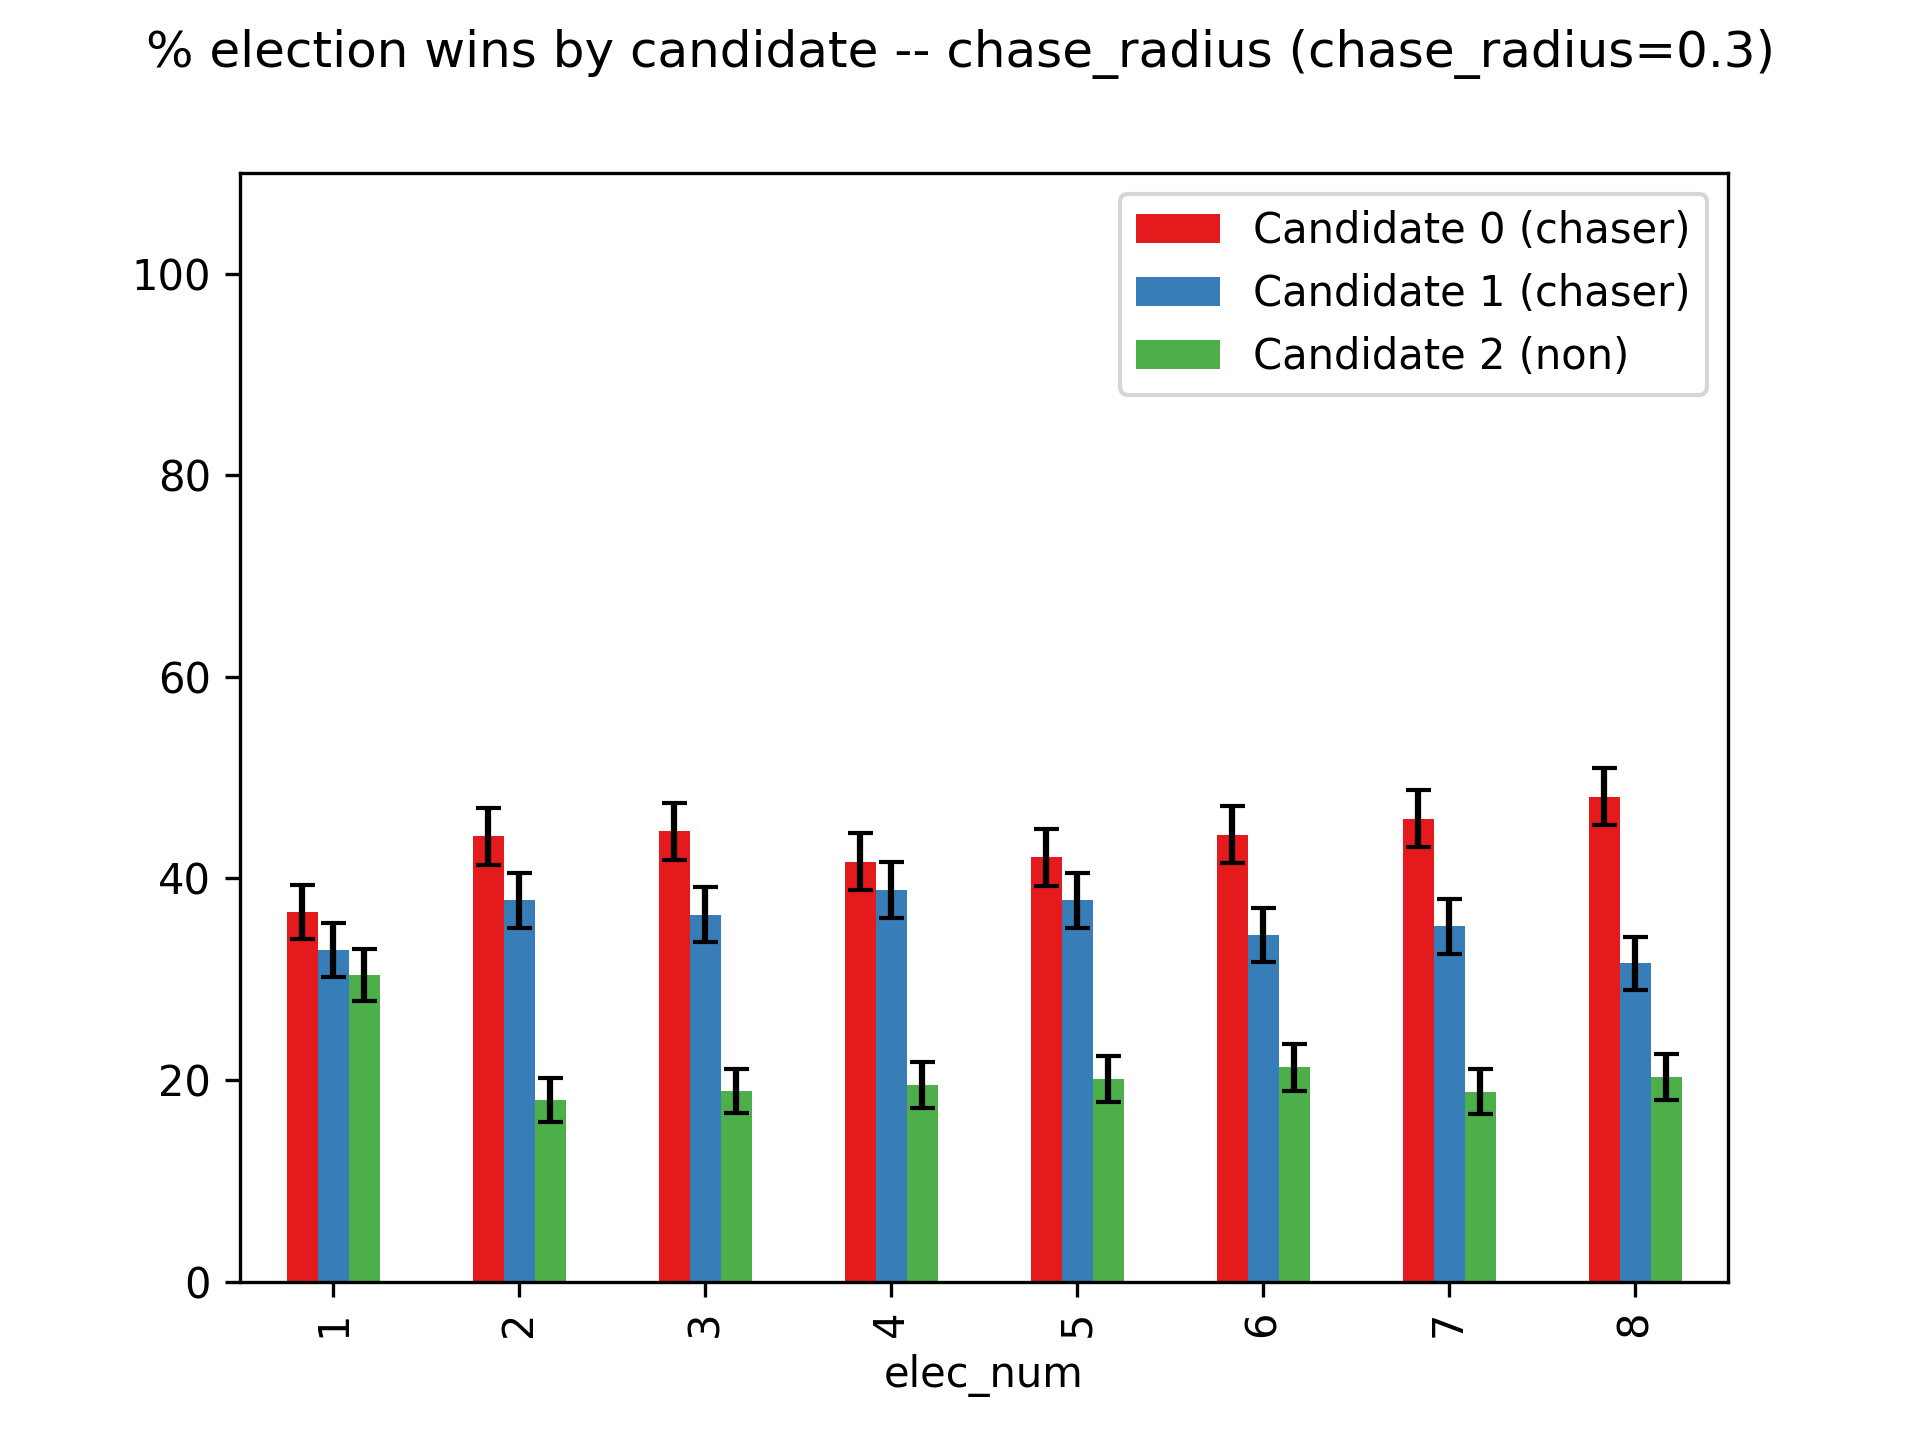 % election wins by candidate -- chase_radius (chase_radius=0.3)
Candidate 0 (chaser)
Candidate 1 (chaser)
Candidate 2 (non)
100
80
60
40
20
0
1 2 3 4 5 6 7 8
elec_num